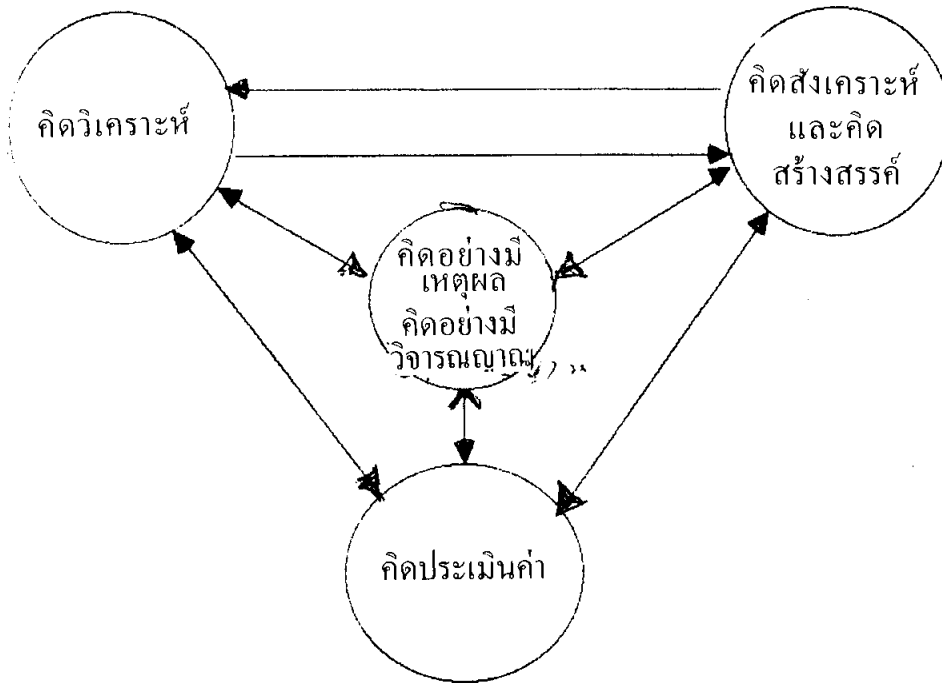 คิดวิเคราะห์
คิดสังเคราะห์
และคิด
สร้างสรรค์
คิดอย่างมี
เหตุผล
คิดอย่างมี
วิจารณญาณ
คิดประเมินค่า